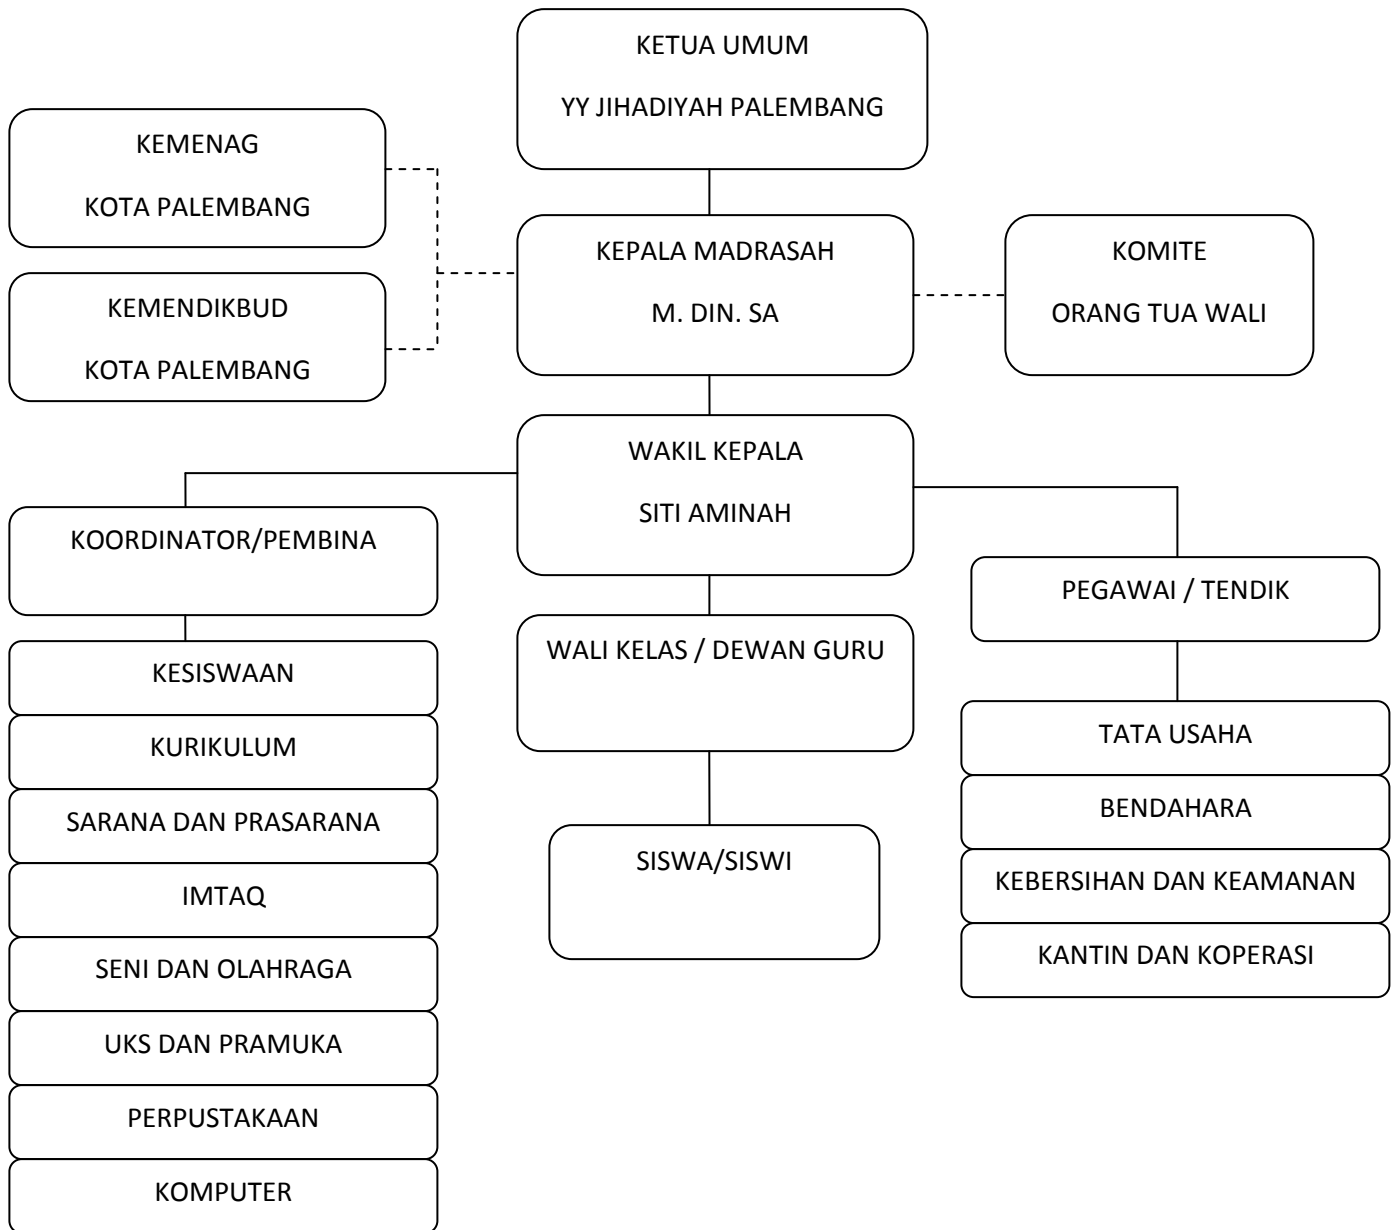 KETUA UMUM
YY JIHADIYAH PALEMBANG
KEMENAG
KOTA PALEMBANG
KEMENDIKBUD
KOTA PALEMBANG
KEPALA MADRASAH
M. DIN. SA
KOMITE
ORANG TUA WALI
WAKIL KEPALA
SITI AMINAH
KOORDINATOR/PEMBINA
KESISWAAN
KURIKULUM
SARANA DAN PRASARANA
IMTAQ
SENI DAN OLAHRAGA
UKS DAN PRAMUKA
PERPUSTAKAAN
KOMPUTER
WALI KELAS / DEWAN GURU
SISWA/SISWI
PEGAWAI / TENDIK
TATA USAHA
BENDAHARA
KEBERSIHAN DAN KEAMANAN
KANTIN DAN KOPERASI